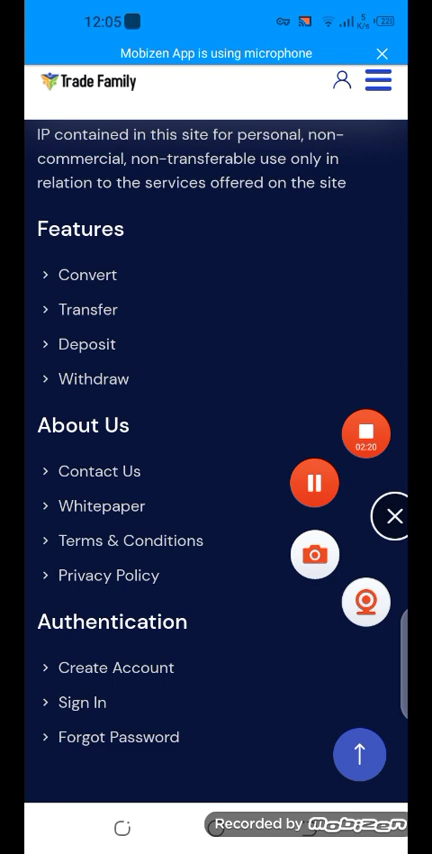 12:05
5
K/s
22
Mobizen App is using microphone
Trade Family
IP contained in this site for personal, non-
commercial, non-transferable use only in
relation to the services offered on the site
Features
Convert
Transfer
Deposit
Withdraw
About Us
02:20
Contact Us
Whitepaper
Terms & Conditions
Privacy Policy
Authentication
Create Account
Sign In
Forgot Password
Recorded by mobizen